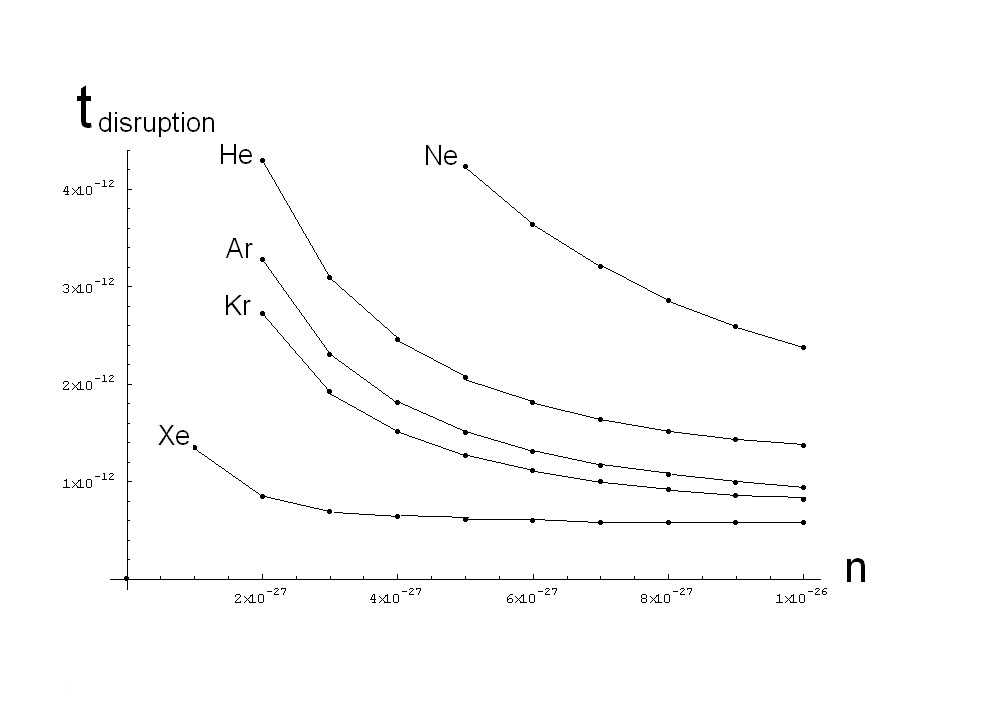 t disruption
He
Ne
4×10⁻¹²
Ar
3×10⁻¹²
Kr
2×10⁻¹²
Xe
1×10⁻¹²
n
2×10⁻²⁷ 4×10⁻²⁷ 6×10⁻²⁷ 8×10⁻²⁷ 1×10⁻²⁶